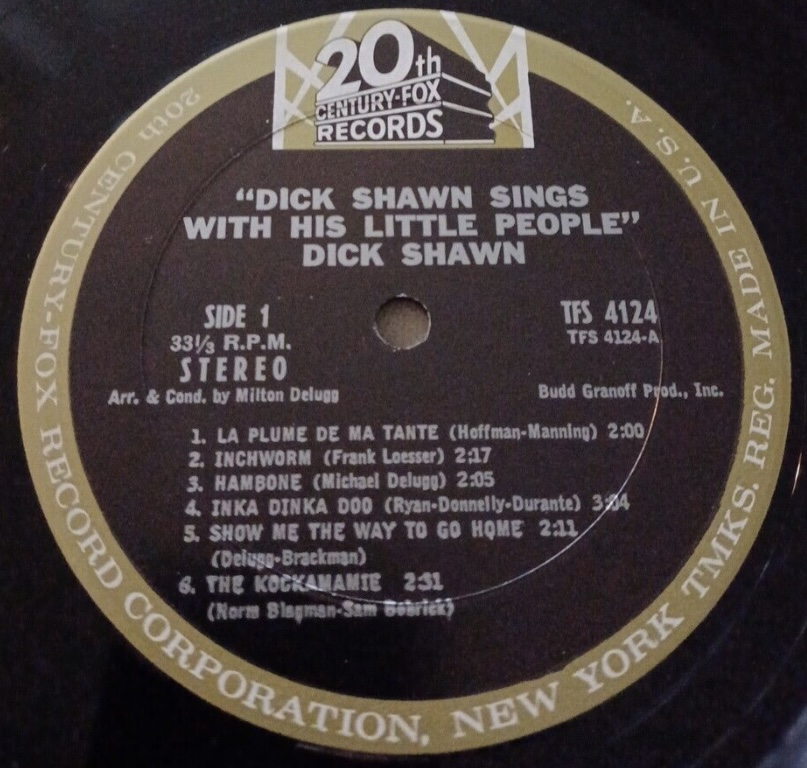 20th
CENTURY-FOX
RECORDS
"DICK SHAWN SINGS
WITH HIS LITTLE PEOPLE"
DICK SHAWN
SIDE 1
33⅓ R.P.M.
STEREO
Arr. & Cond. by Milton Delugg
TFS 4124
TFS 4124-A
Budd Granoff Prod., Inc.
1. LA PLUME DE MA TANTE (Hoffman-Manning) 2:00
2. INCHWORM (Frank Loesser) 2:17
3. HAMBONE (Michael Delugg) 2:05
4. INKA DINKA DOO (Ryan-Donnelly-Durante) 3:04
5. SHOW ME THE WAY TO GO HOME 2:11
(Delugg-Brackman)
6. THE KOCKAMAMIE 2:31
(Norm Blagman-Sam Bobrick)
20th CENTURY-FOX RECORD CORPORATION, NEW YORK TMKS. REG. MADE IN U.S.A.